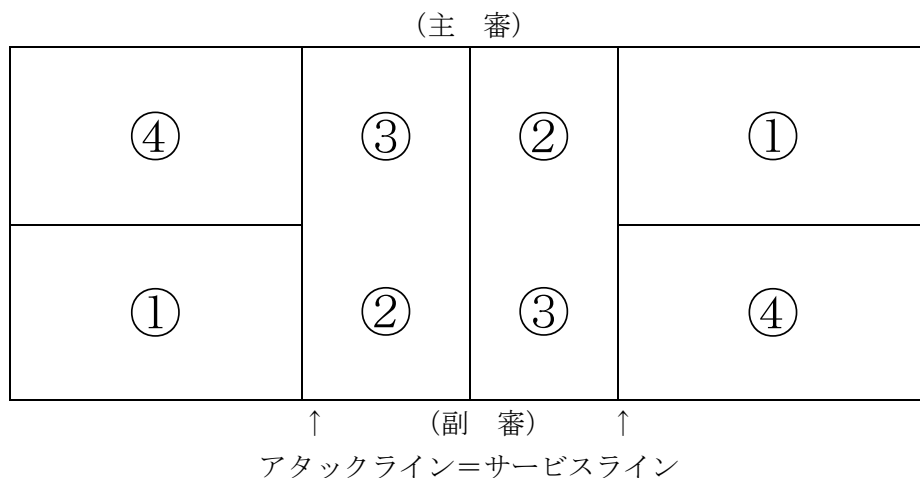 (主　審)
④ ③ ② ①
① ② ③ ④
↑ (副　審) ↑
アタックライン=サービスライン